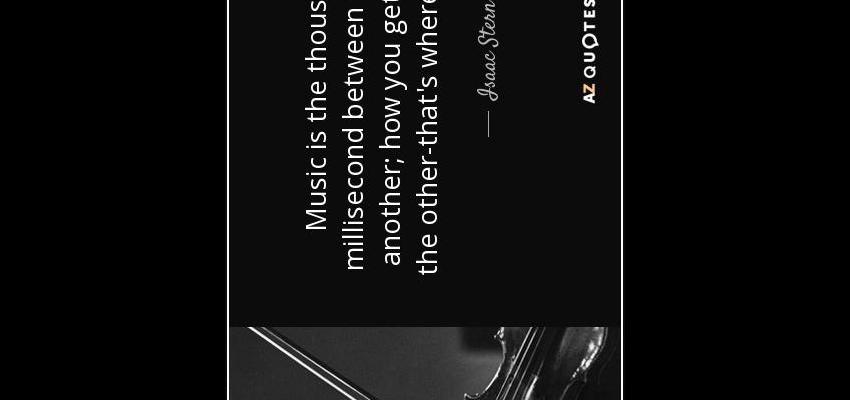 Music is the thous
millisecond between
another; how you get
the other-that's where
— Isaac Stern
AZ QUOTES